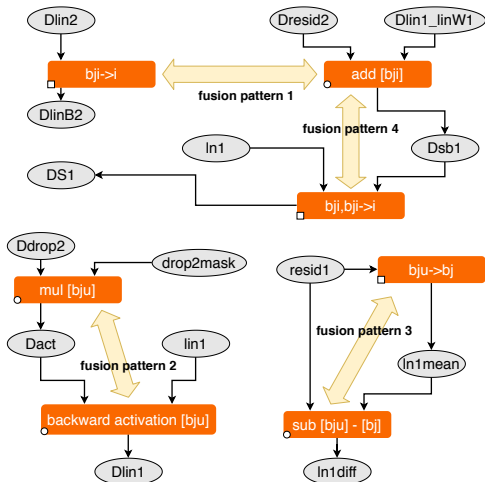 Dlin2
Dresid2
Dlin1_linW1
bji->i
add [bji]
fusion pattern 1
DlinB2
fusion pattern 4
ln1
Dsb1
DS1
bji,bji->i
Ddrop2
drop2mask
resid1
bju->bj
mul [bju]
fusion pattern 3
Dact
lin1
fusion pattern 2
ln1mean
backward activation [bju]
sub [bju] - [bj]
Dlin1
ln1diff